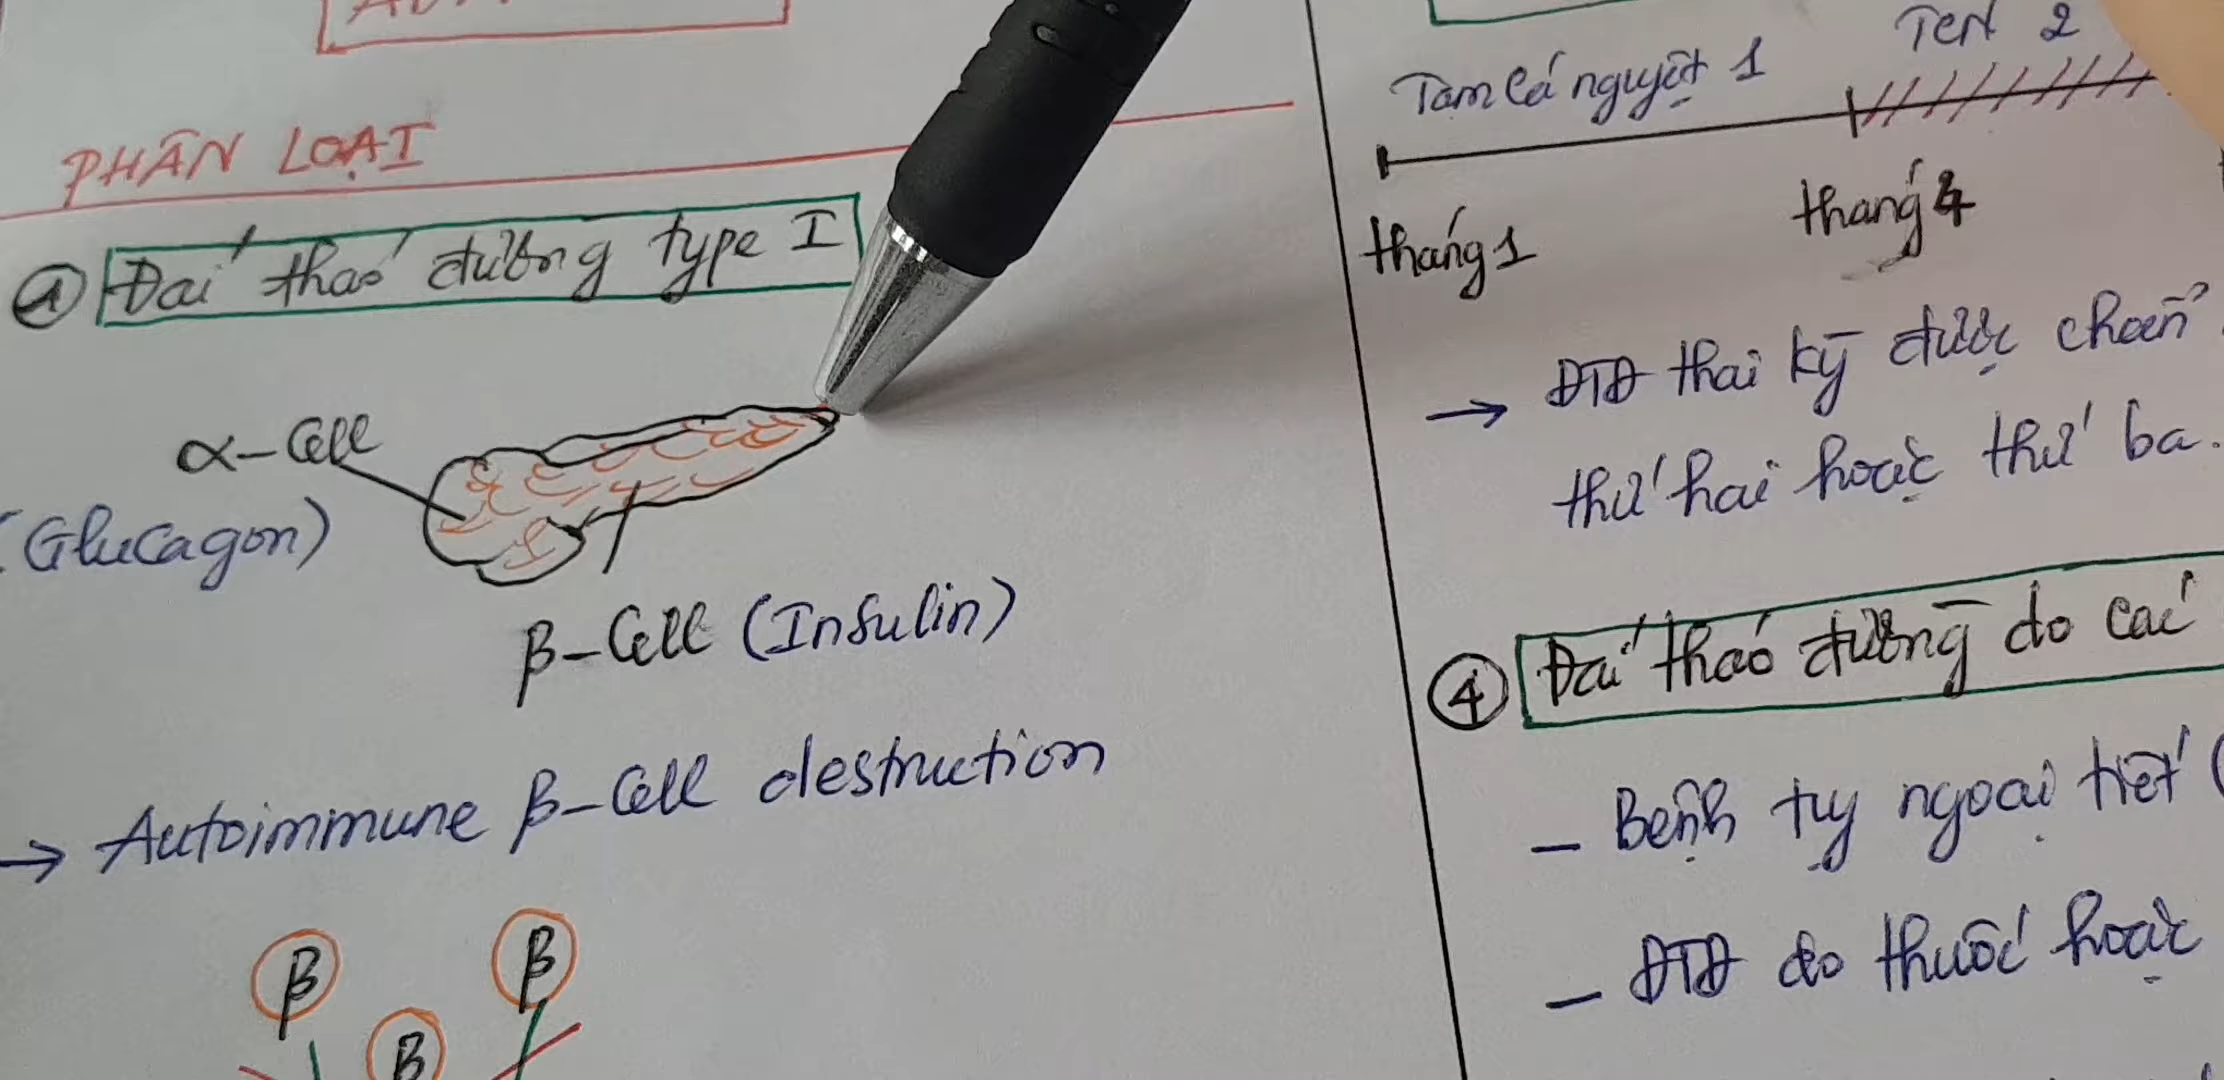 PHÂN LOẠI
① Đái tháo đường type I
α-Cell
(Glucagon)
β-Cell (Insulin)
→ Autoimmune β-Cell destruction
β
β
β
Tam Cá nguyệt 1
TCN 2
tháng 1
tháng 4
→ ĐTĐ thai kỳ được chẩn
thứ hai hoặc thứ ba.
④ Đái tháo đường do các
- Bệnh tụy ngoại tiết (
- ĐTĐ do thuốc hoặc